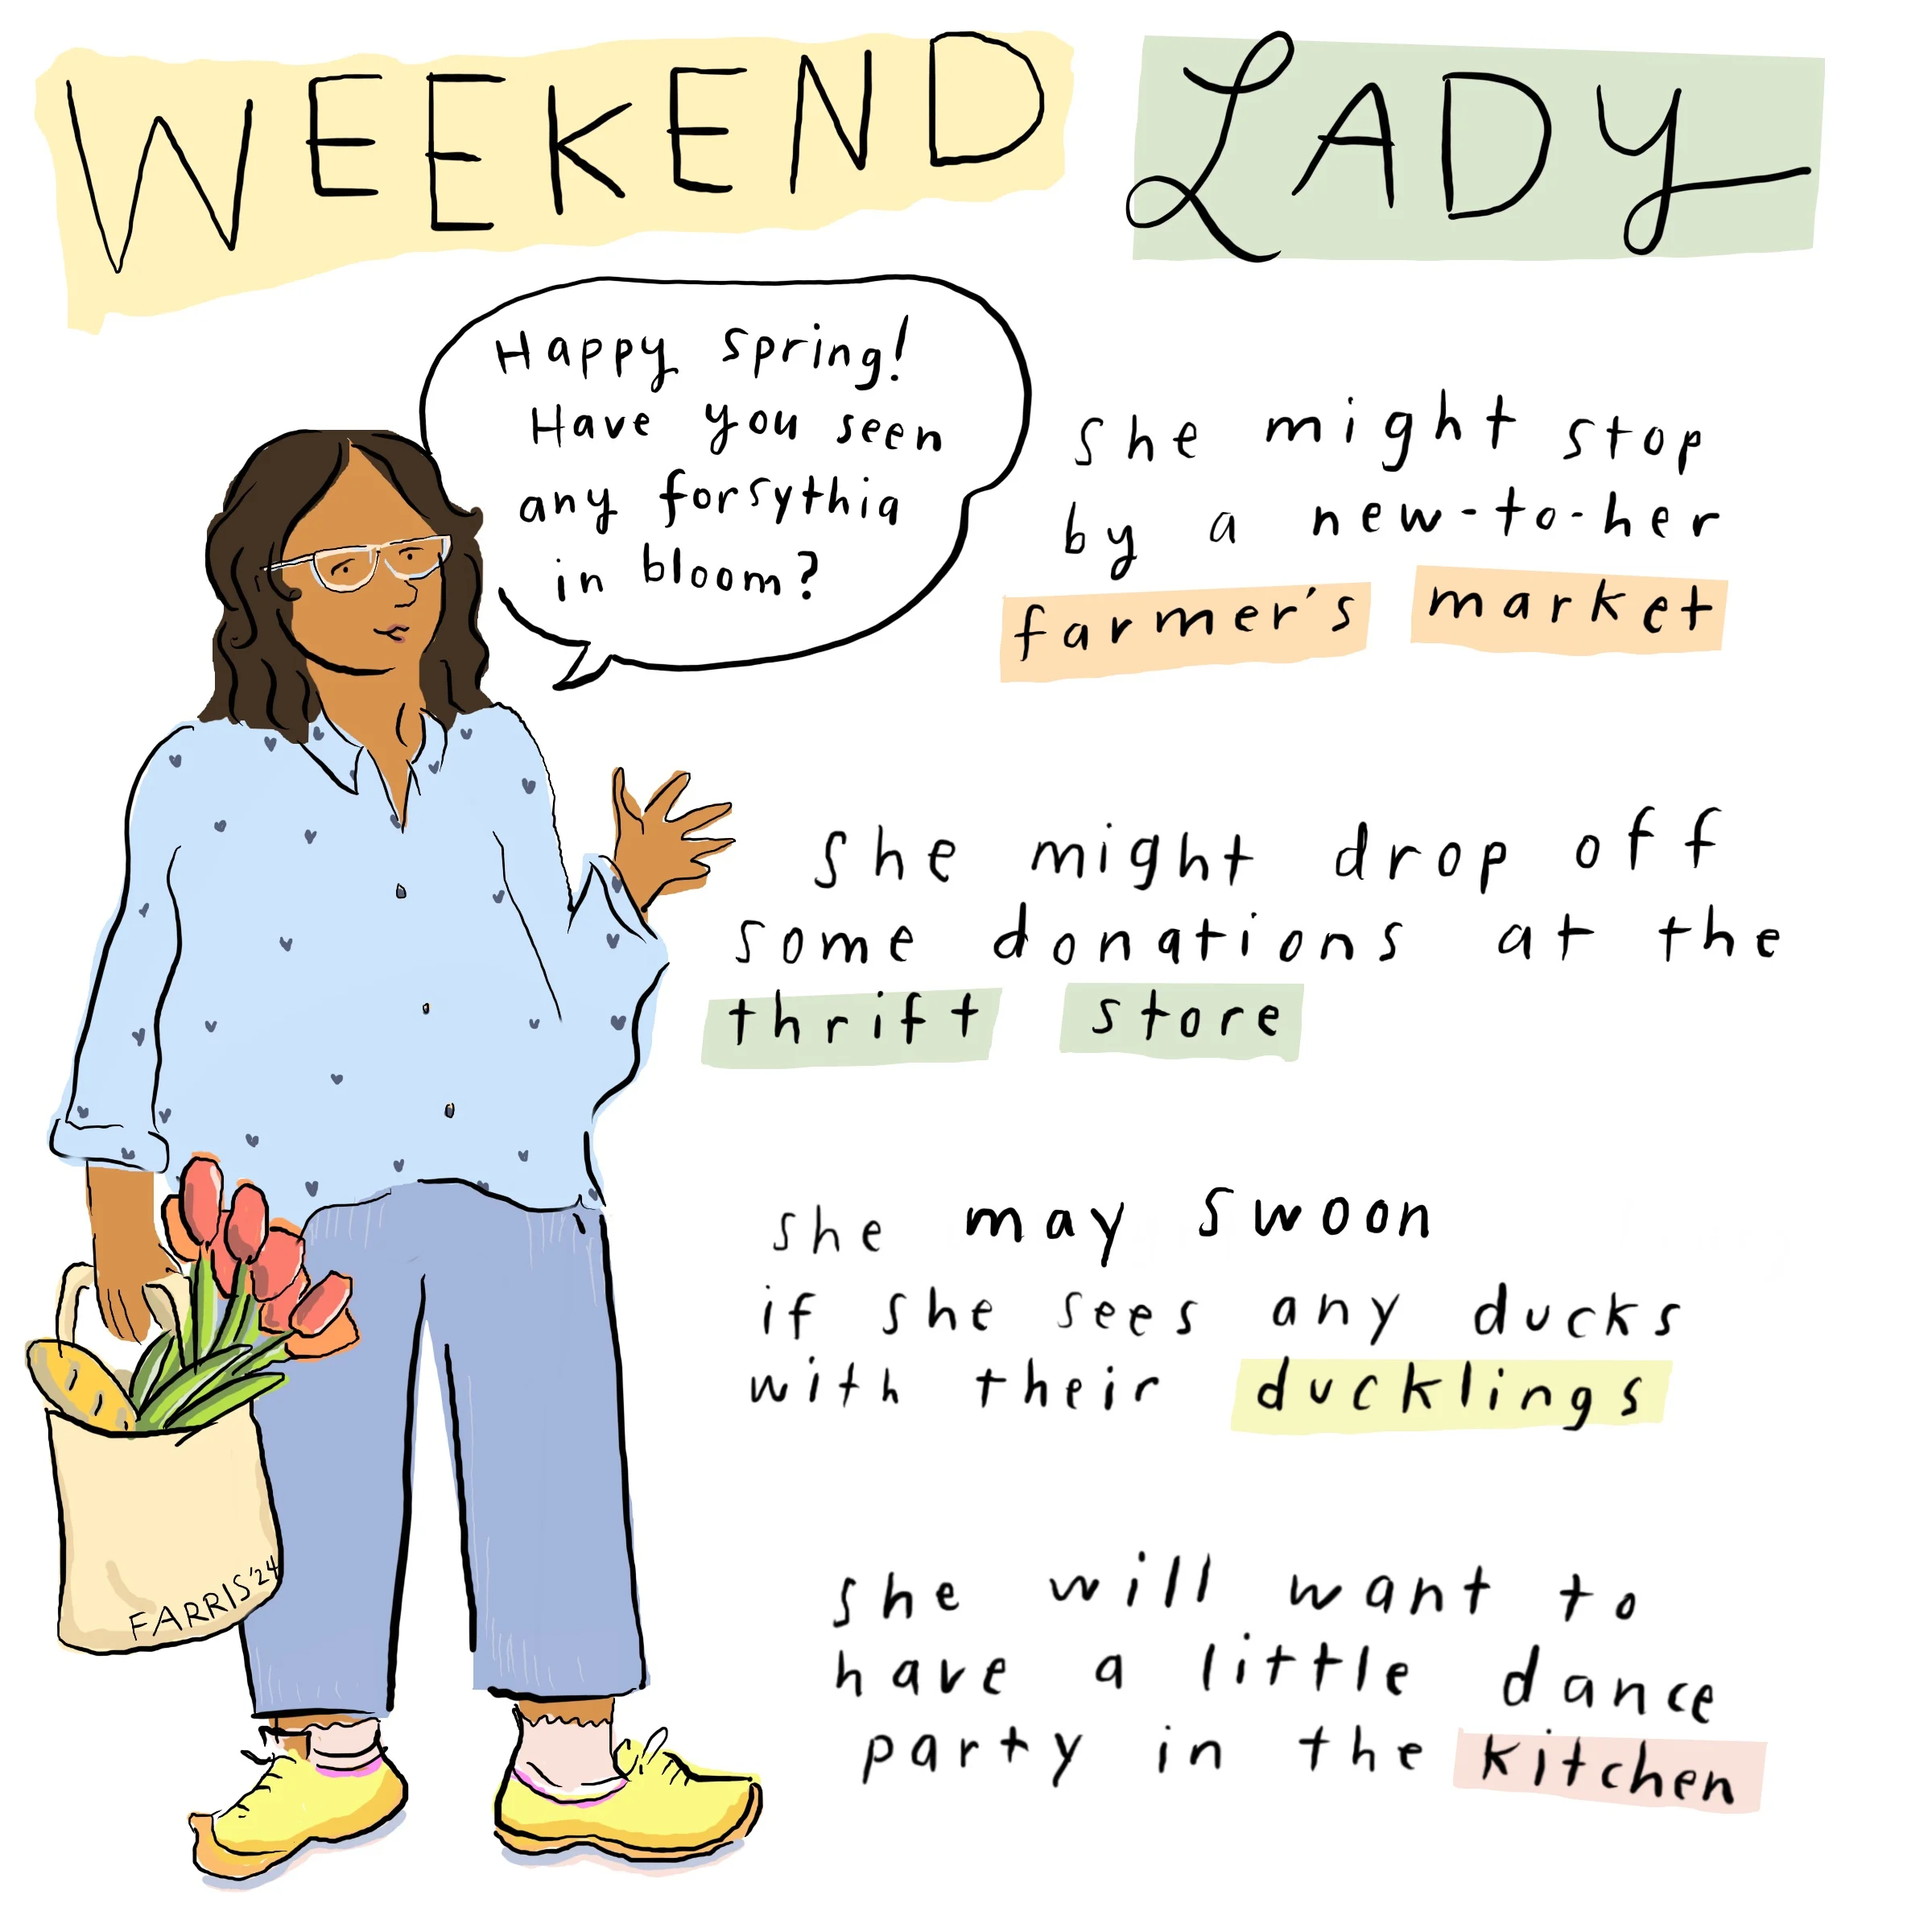 WEEKEND LADY
Happy Spring!
Have you seen
any forsythia
in bloom?
She might stop
by a new-to-her
farmer's market
She might drop off
some donations at the
thrift store
She may swoon
if she sees any ducks
with their ducklings
She will want to
have a little dance
party in the kitchen
FARRIS'24